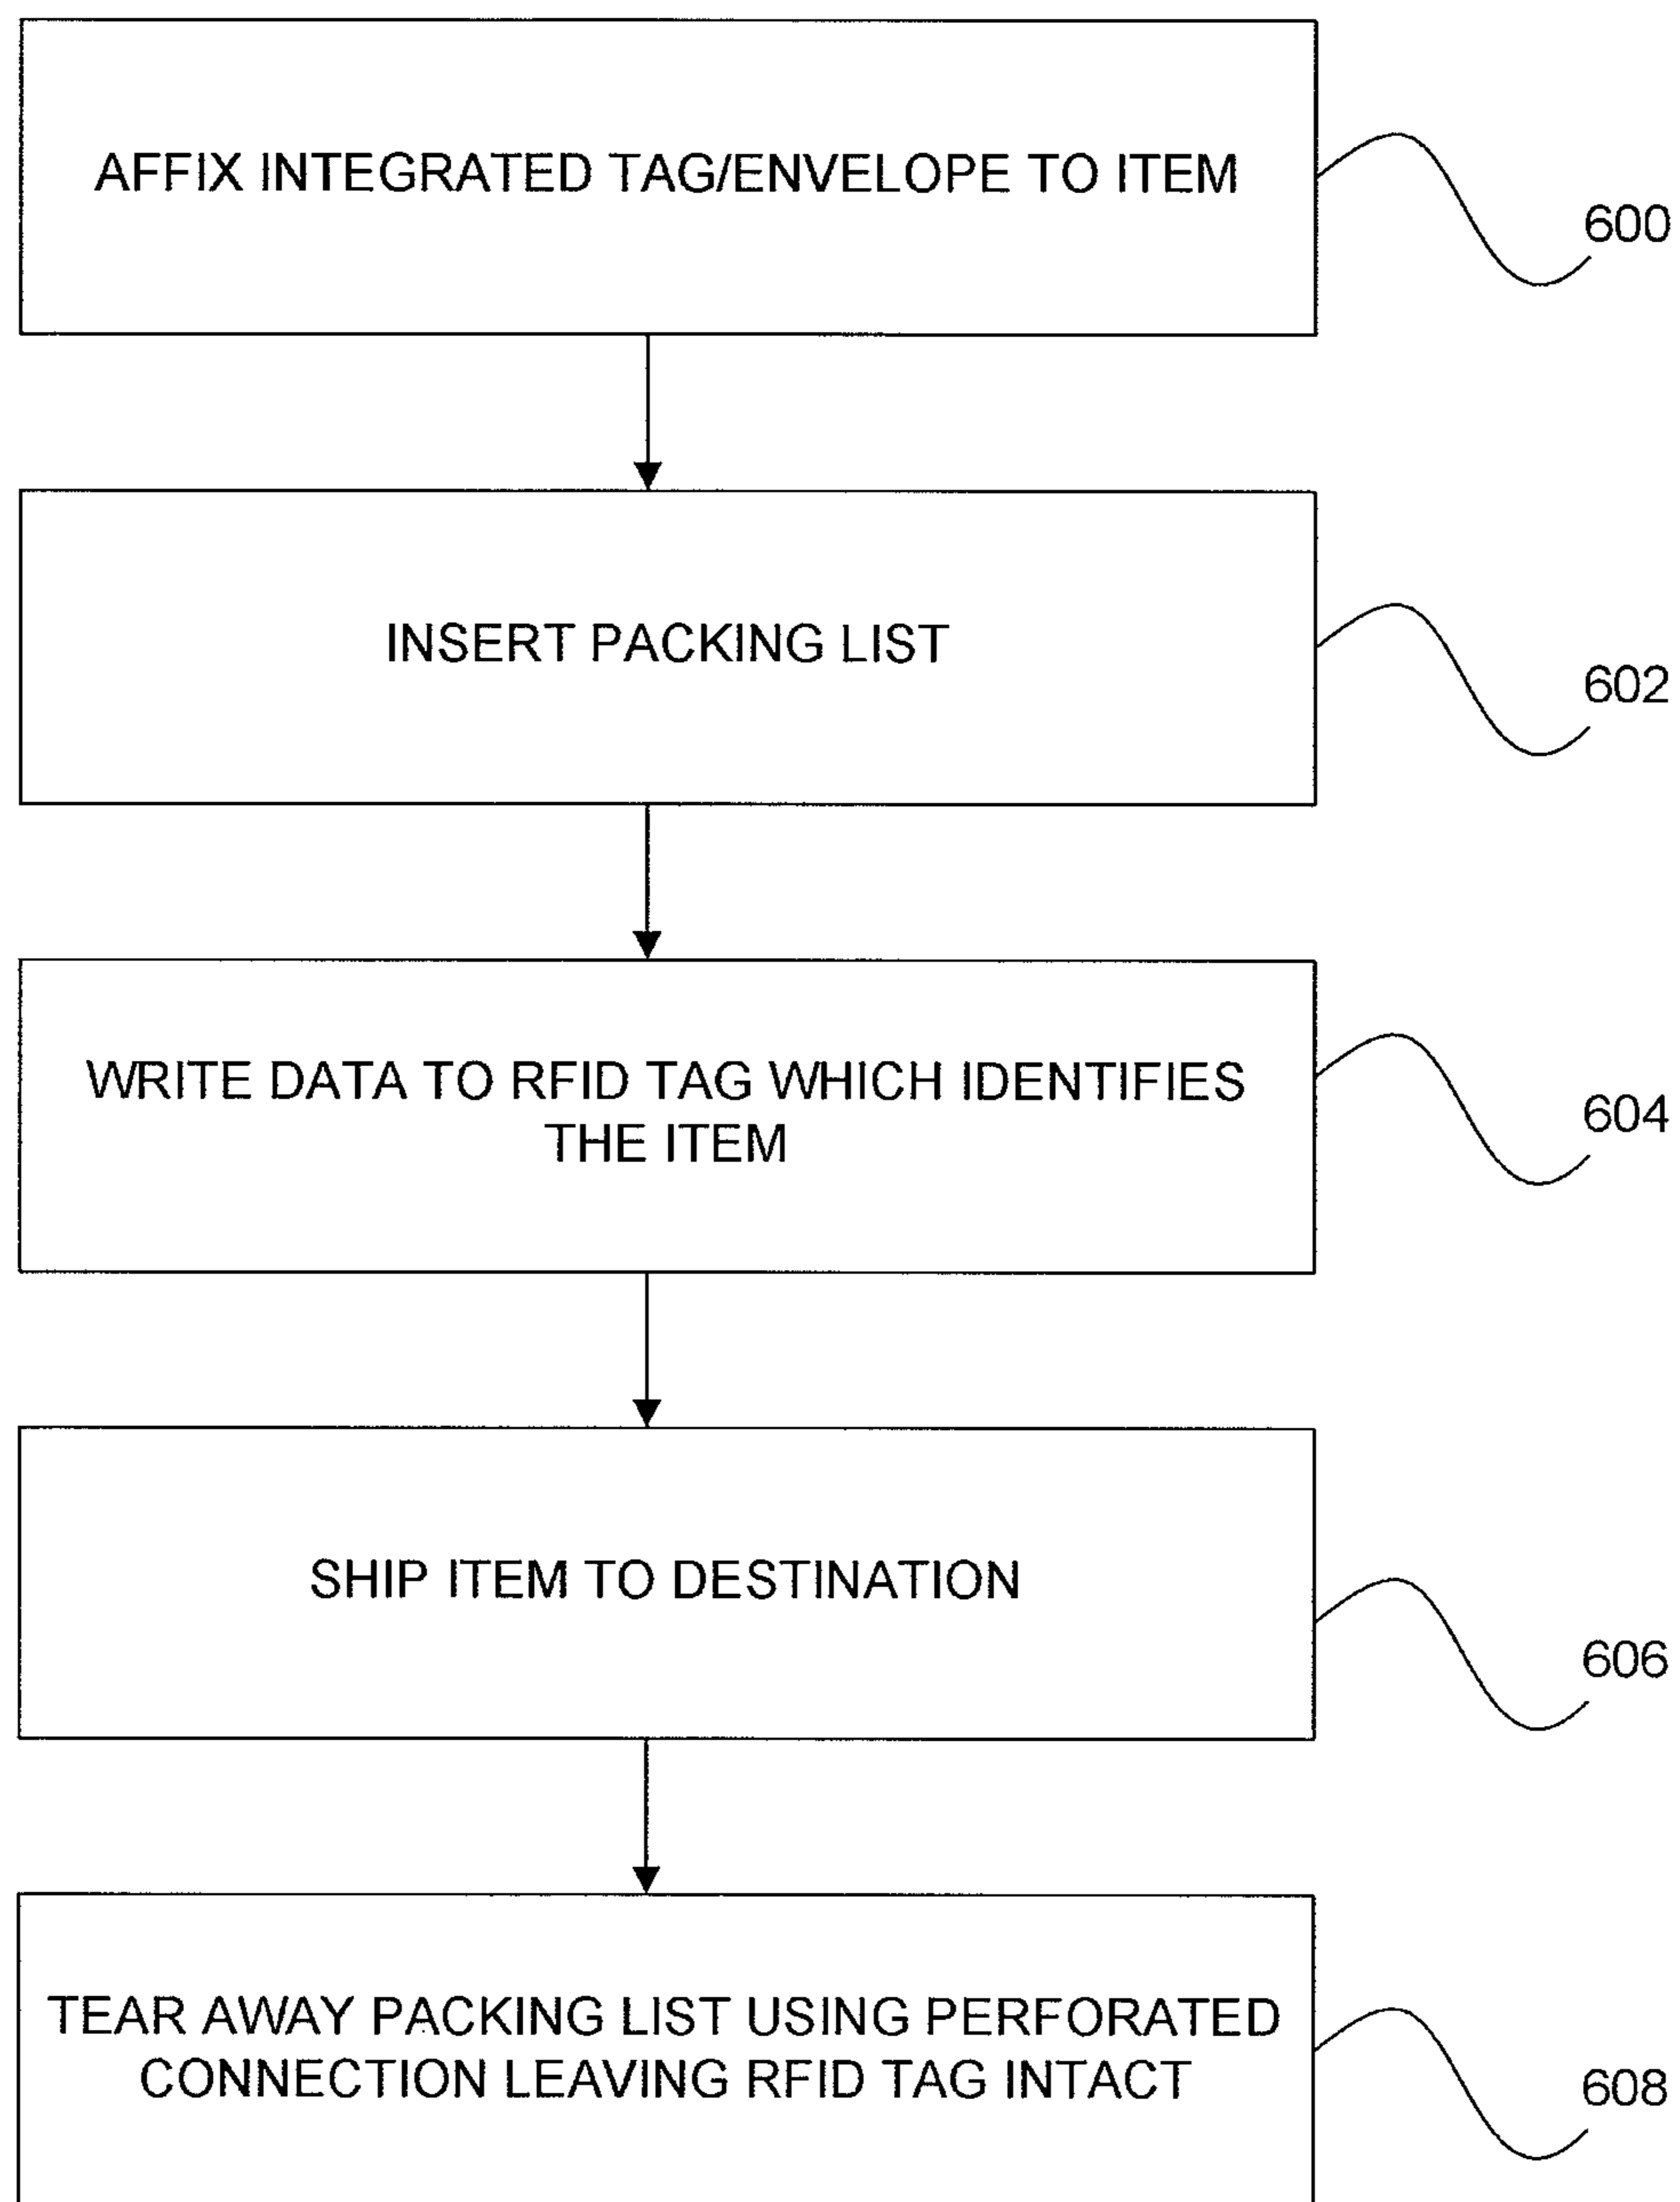 AFFIX INTEGRATED TAG/ENVELOPE TO ITEM
600
INSERT PACKING LIST
602
WRITE DATA TO RFID TAG WHICH IDENTIFIES
THE ITEM
604
SHIP ITEM TO DESTINATION
606
TEAR AWAY PACKING LIST USING PERFORATED
CONNECTION LEAVING RFID TAG INTACT
608